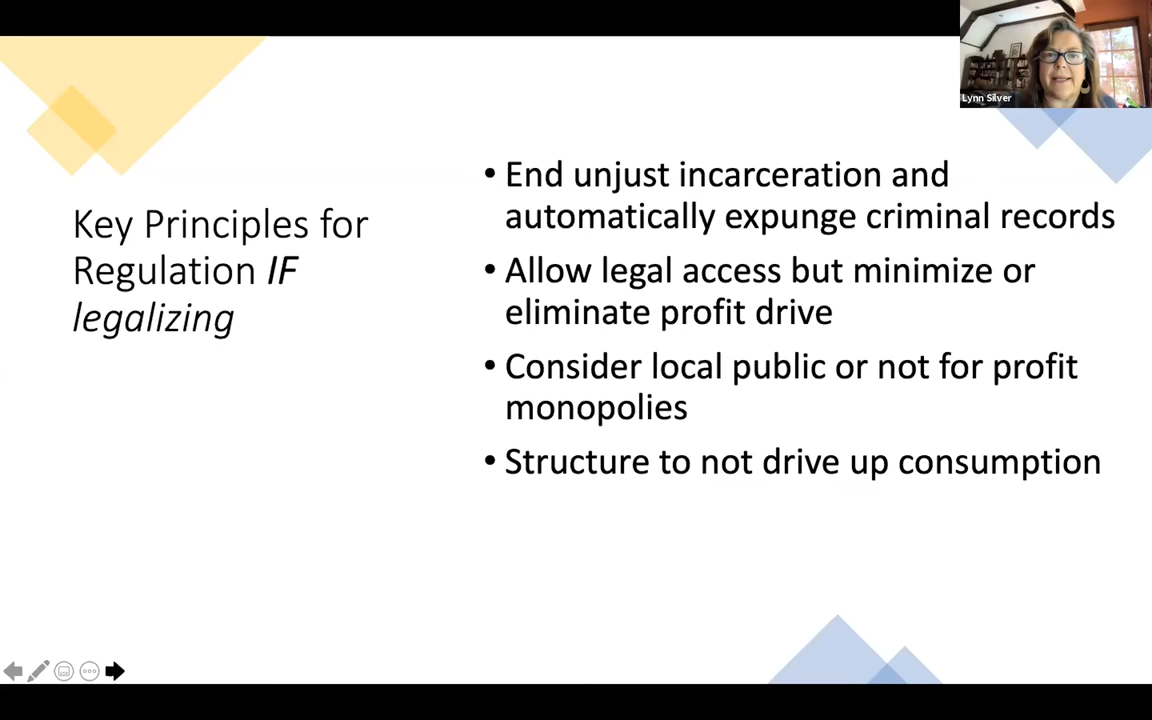 Lynn Silver
Key Principles for
Regulation IF
legalizing
• End unjust incarceration and
automatically expunge criminal records
• Allow legal access but minimize or
eliminate profit drive
• Consider local public or not for profit
monopolies
• Structure to not drive up consumption